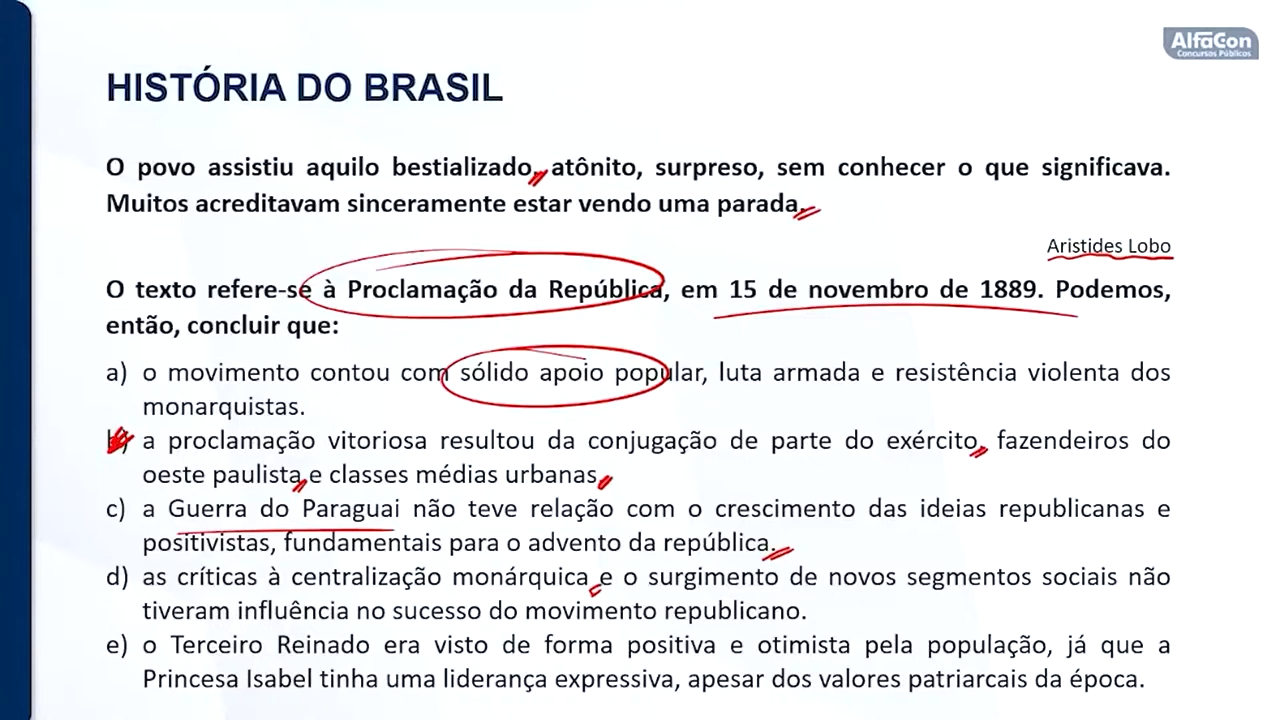 AlfaCon
Concursos Públicos
HISTÓRIA DO BRASIL
O povo assistiu aquilo bestializado, atônito, surpreso, sem conhecer o que significava.
Muitos acreditavam sinceramente estar vendo uma parada.
Aristides Lobo
O texto refere-se à Proclamação da República, em 15 de novembro de 1889. Podemos,
então, concluir que:
a) o movimento contou com sólido apoio popular, luta armada e resistência violenta dos
monarquistas.
b) a proclamação vitoriosa resultou da conjugação de parte do exército, fazendeiros do
oeste paulista e classes médias urbanas.
c) a Guerra do Paraguai não teve relação com o crescimento das ideias republicanas e
positivistas, fundamentais para o advento da república.
d) as críticas à centralização monárquica e o surgimento de novos segmentos sociais não
tiveram influência no sucesso do movimento republicano.
e) o Terceiro Reinado era visto de forma positiva e otimista pela população, já que a
Princesa Isabel tinha uma liderança expressiva, apesar dos valores patriarcais da época.